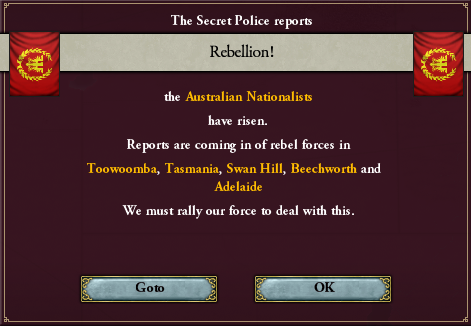 The Secret Police reports
Rebellion!
the Australian Nationalists
have risen.
Reports are coming in of rebel forces in
Toowoomba, Tasmania, Swan Hill, Beechworth and
Adelaide
We must rally our force to deal with this.
Goto
OK